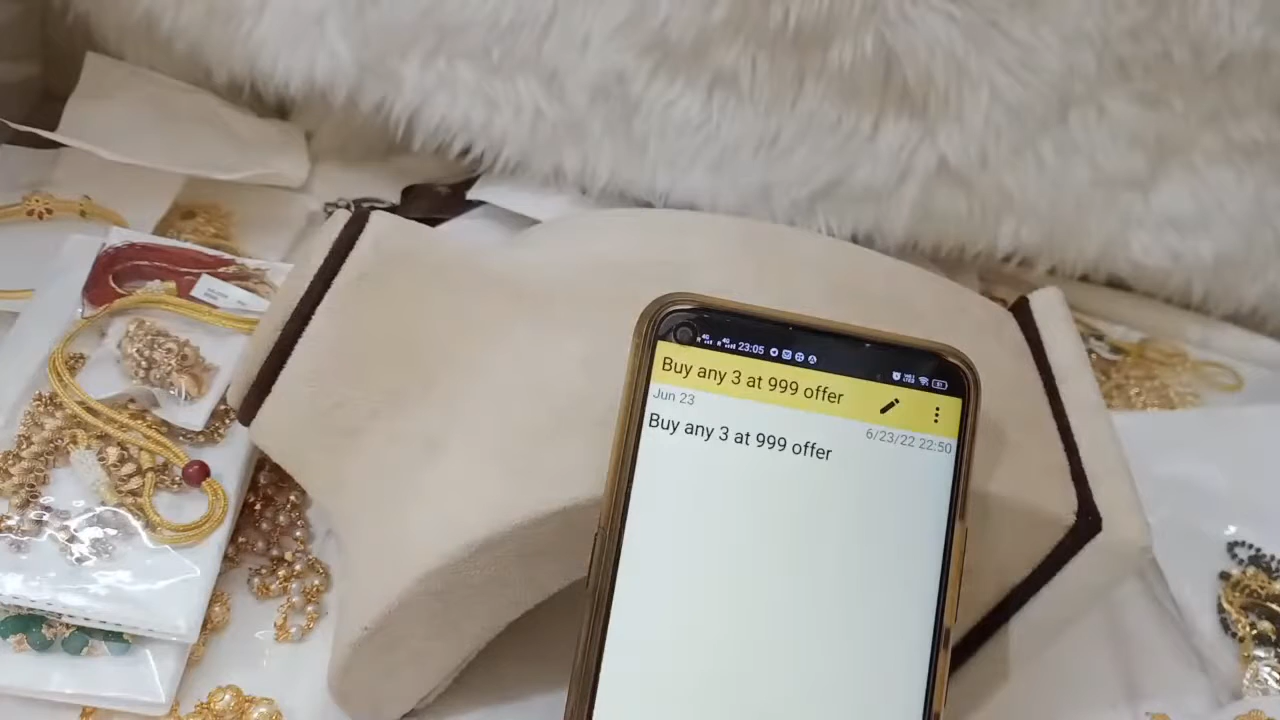 23:05
Buy any 3 at 999 offer
Jun 23
6/23/22 22:50
Buy any 3 at 999 offer